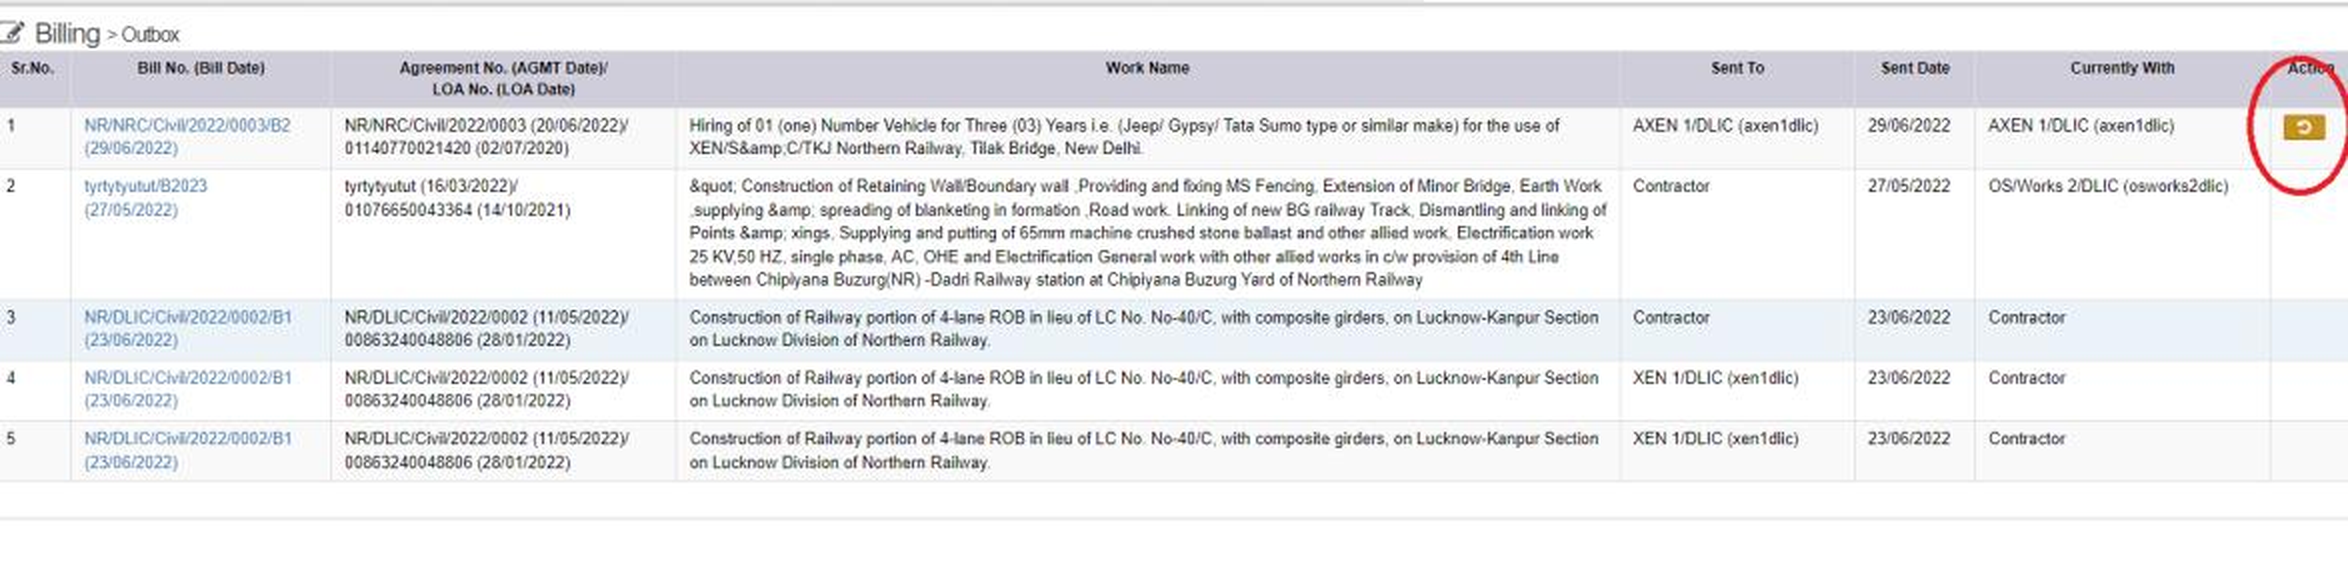 Billing > Outbox
Sr.No. Bill No. (Bill Date) Agreement No. (AGMT Date)/ Work Name Sent To Sent Date Currently With Action
LOA No. (LOA Date)
1 NR/NRC/Civil/2022/0003/B2 NR/NRC/Civil/2022/0003 (20/06/2022)/ Hiring of 01 (one) Number Vehicle for Three (03) Years i.e. (Jeep/ Gypsy/ Tata Sumo type or similar make) for the use of AXEN 1/DLIC (axen1dlic) 29/06/2022 AXEN 1/DLIC (axen1dlic)
(29/06/2022) 01140770021420 (02/07/2020) XEN/S&amp;C/TKJ Northern Railway, Tilak Bridge, New Delhi.
2 tyrtytyutut/B2023 tyrtytyutut (16/03/2022)/ &quot; Construction of Retaining Wall/Boundary wall ,Providing and fixing MS Fencing, Extension of Minor Bridge, Earth Work Contractor 27/05/2022 OS/Works 2/DLIC (osworks2dlic)
(27/05/2022) 01076650043364 (14/10/2021) ,supplying &amp; spreading of blanketing in formation ,Road work. Linking of new BG railway Track, Dismantling and linking of
Points &amp; xings, Supplying and putting of 65mm machine crushed stone ballast and other allied work, Electrification work
25 KV,50 HZ, single phase, AC, OHE and Electrification General work with other allied works in c/w provision of 4th Line
between Chipiyana Buzurg(NR) -Dadri Railway station at Chipiyana Buzurg Yard of Northern Railway
3 NR/DLIC/Civil/2022/0002/B1 NR/DLIC/Civil/2022/0002 (11/05/2022)/ Construction of Railway portion of 4-lane ROB in lieu of LC No. No-40/C, with composite girders, on Lucknow-Kanpur Section Contractor 23/06/2022 Contractor
(23/06/2022) 00863240048806 (28/01/2022) on Lucknow Division of Northern Railway.
4 NR/DLIC/Civil/2022/0002/B1 NR/DLIC/Civil/2022/0002 (11/05/2022)/ Construction of Railway portion of 4-lane ROB in lieu of LC No. No-40/C, with composite girders, on Lucknow-Kanpur Section XEN 1/DLIC (xen1dlic) 23/06/2022 Contractor
(23/06/2022) 00863240048806 (28/01/2022) on Lucknow Division of Northern Railway.
5 NR/DLIC/Civil/2022/0002/B1 NR/DLIC/Civil/2022/0002 (11/05/2022)/ Construction of Railway portion of 4-lane ROB in lieu of LC No. No-40/C, with composite girders, on Lucknow-Kanpur Section XEN 1/DLIC (xen1dlic) 23/06/2022 Contractor
(23/06/2022) 00863240048806 (28/01/2022) on Lucknow Division of Northern Railway.